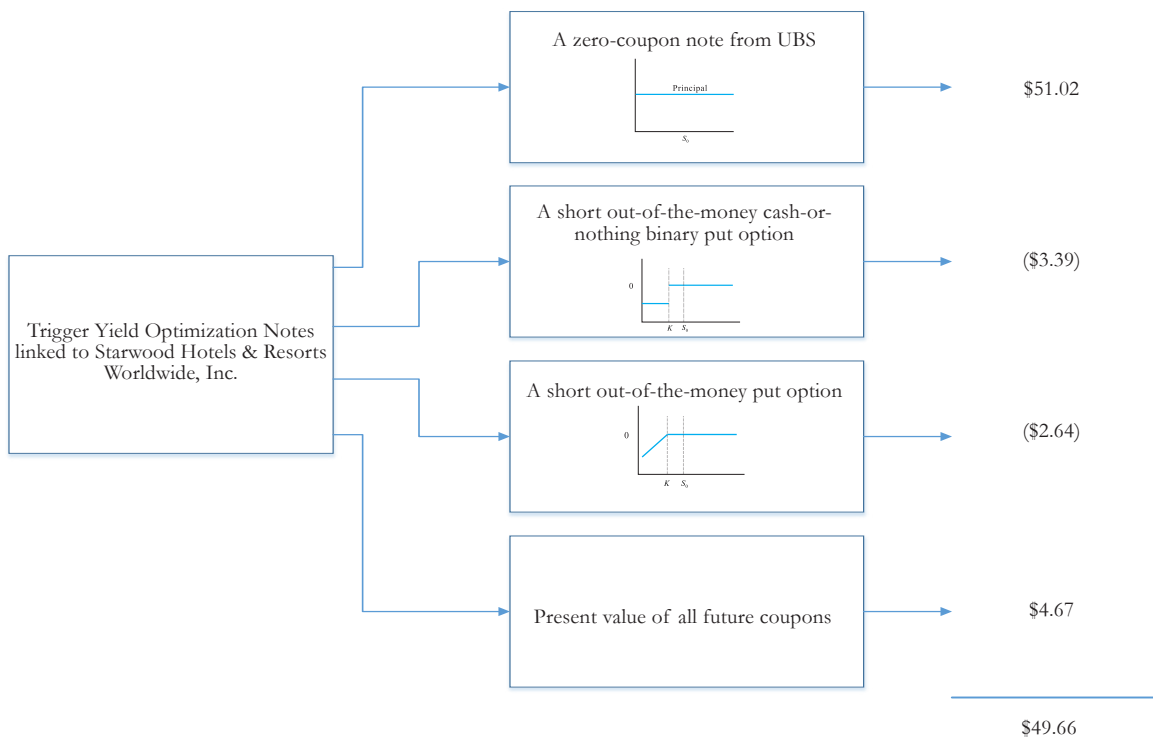 A zero-coupon note from UBS
Principal
S₀
$51.02
A short out-of-the-money cash-or-
nothing binary put option
0
K S₀
($3.39)
Trigger Yield Optimization Notes
linked to Starwood Hotels & Resorts
Worldwide, Inc.
A short out-of-the-money put option
0
K S₀
($2.64)
Present value of all future coupons
$4.67
$49.66